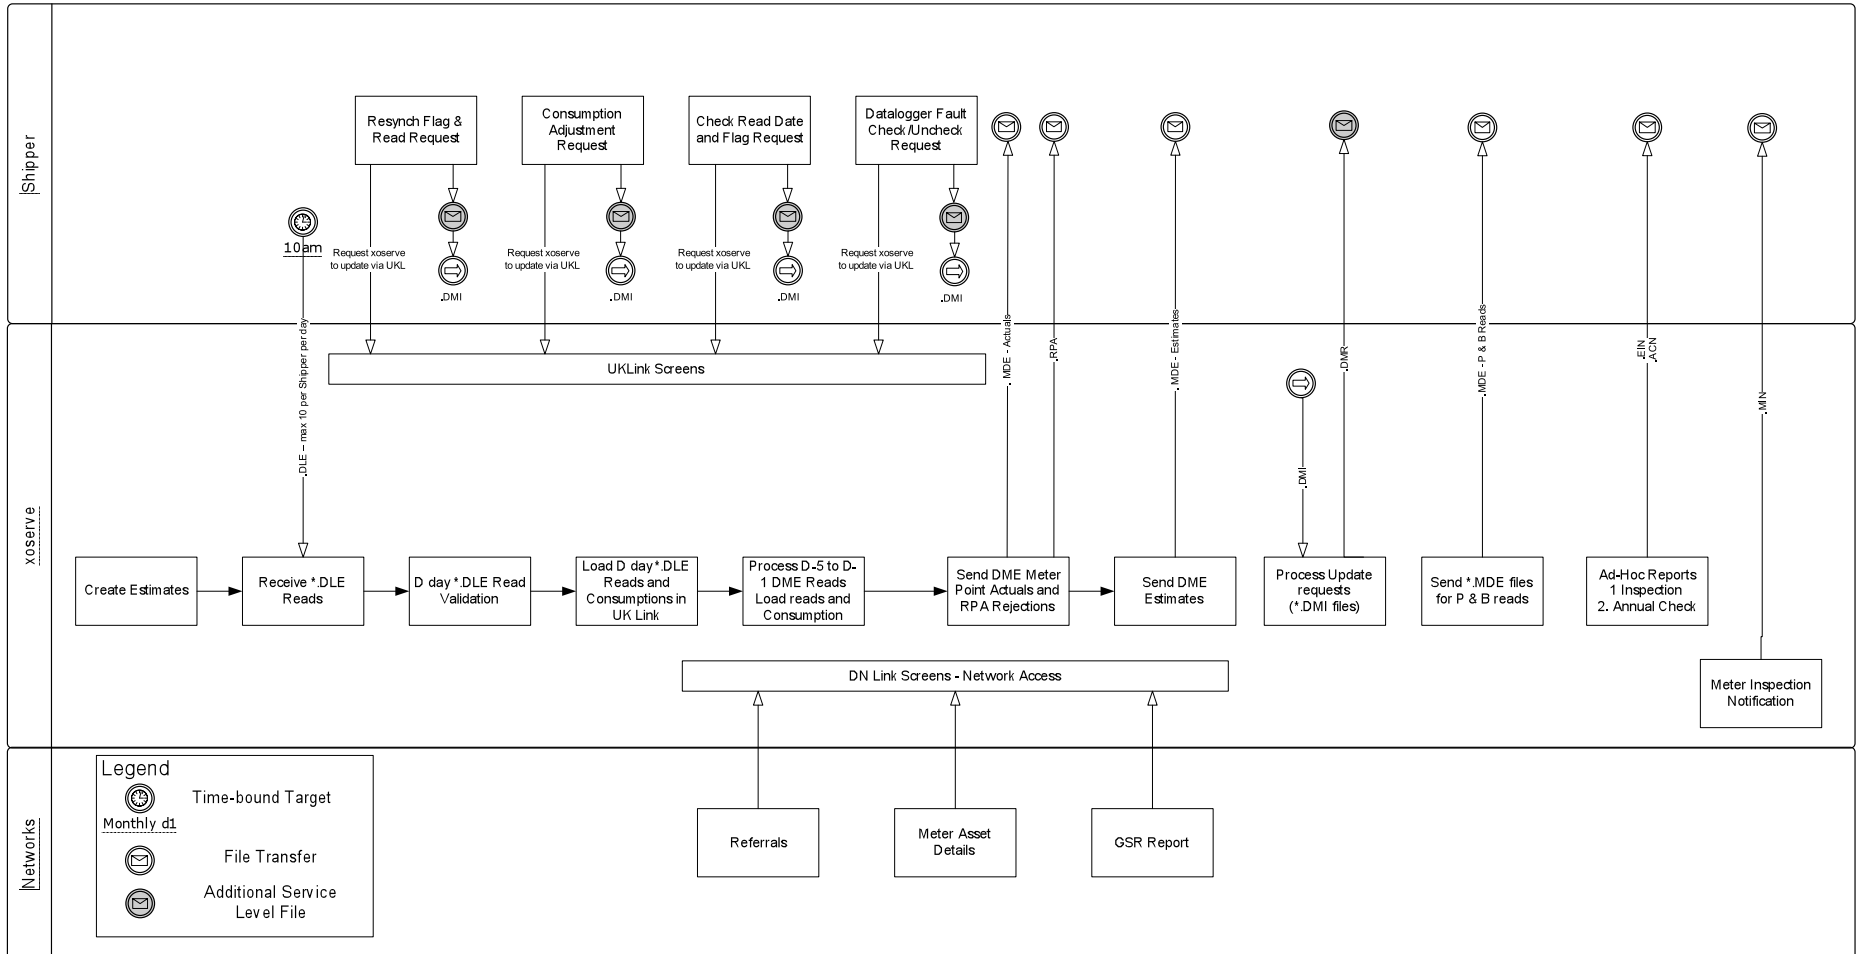 Shipper
Resynch Flag &
Read Request
Consumption
Adjustment
Request
Check Read Date
and Flag Request
Datalogger Fault
Check/Uncheck
Request
10am
Request xoserve
to update via UKL
Request xoserve
to update via UKL
Request xoserve
to update via UKL
Request xoserve
to update via UKL
.DMI
.DMI
.DMI
.DMI
.DLE – max 10 per Shipper per day
.MDE - Actuals
.RPA
.MDE - Estimates
.DMR
.MDE - P & B Reads
.EIN
.ACN
.MIN
xoserve
UKLink Screens
.DMI
Create Estimates
Receive *.DLE
Reads
D day *.DLE Read
Validation
Load D day *.DLE
Reads and
Consumptions in
UK Link
Process D-5 to D-
1 DME Reads
Load reads and
Consumption
Send DME Meter
Point Actuals and
RPA Rejections
Send DME
Estimates
Process Update
requests
(*.DMI files)
Send *.MDE files
for P & B reads
Ad-Hoc Reports
1 Inspection
2. Annual Check
DN Link Screens - Network Access
Meter Inspection
Notification
Networks
Legend
Time-bound Target
Monthly d1
File Transfer
Additional Service
Level File
Referrals
Meter Asset
Details
GSR Report